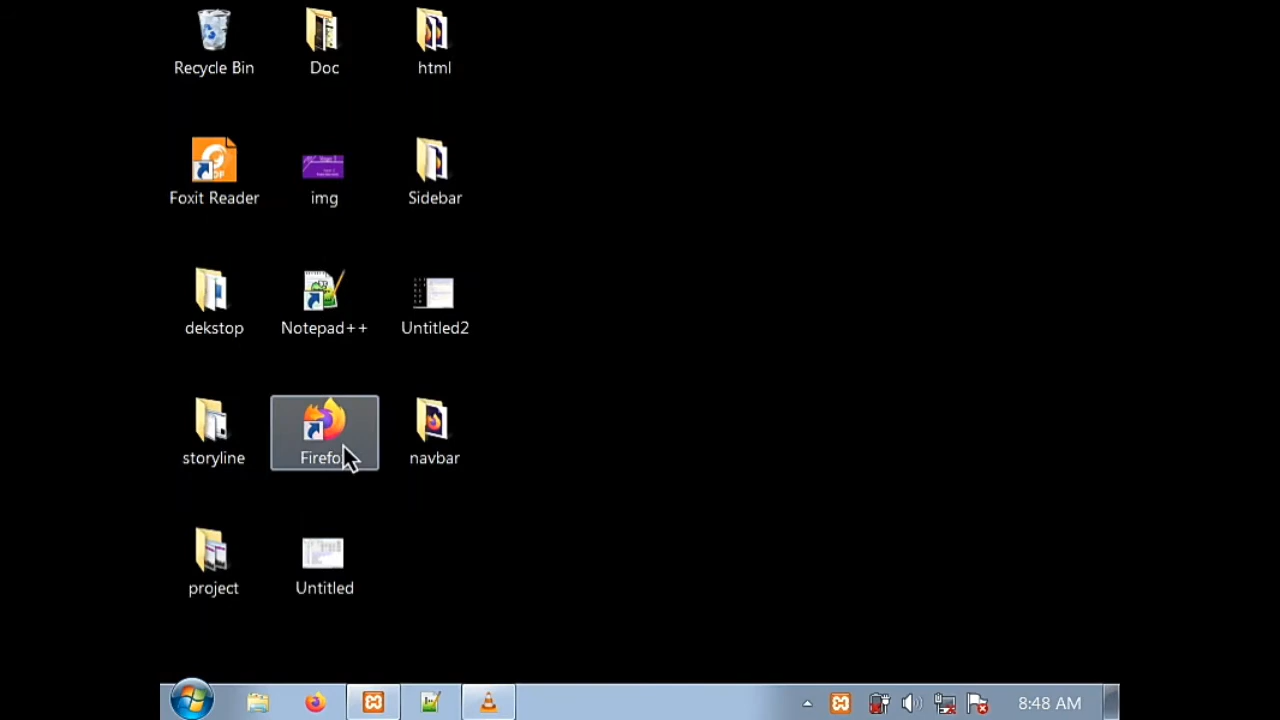 Recycle Bin
Doc
html
Foxit Reader
img
Sidebar
dekstop
Notepad++
Untitled2
storyline
Firefo
navbar
project
Untitled
8:48 AM